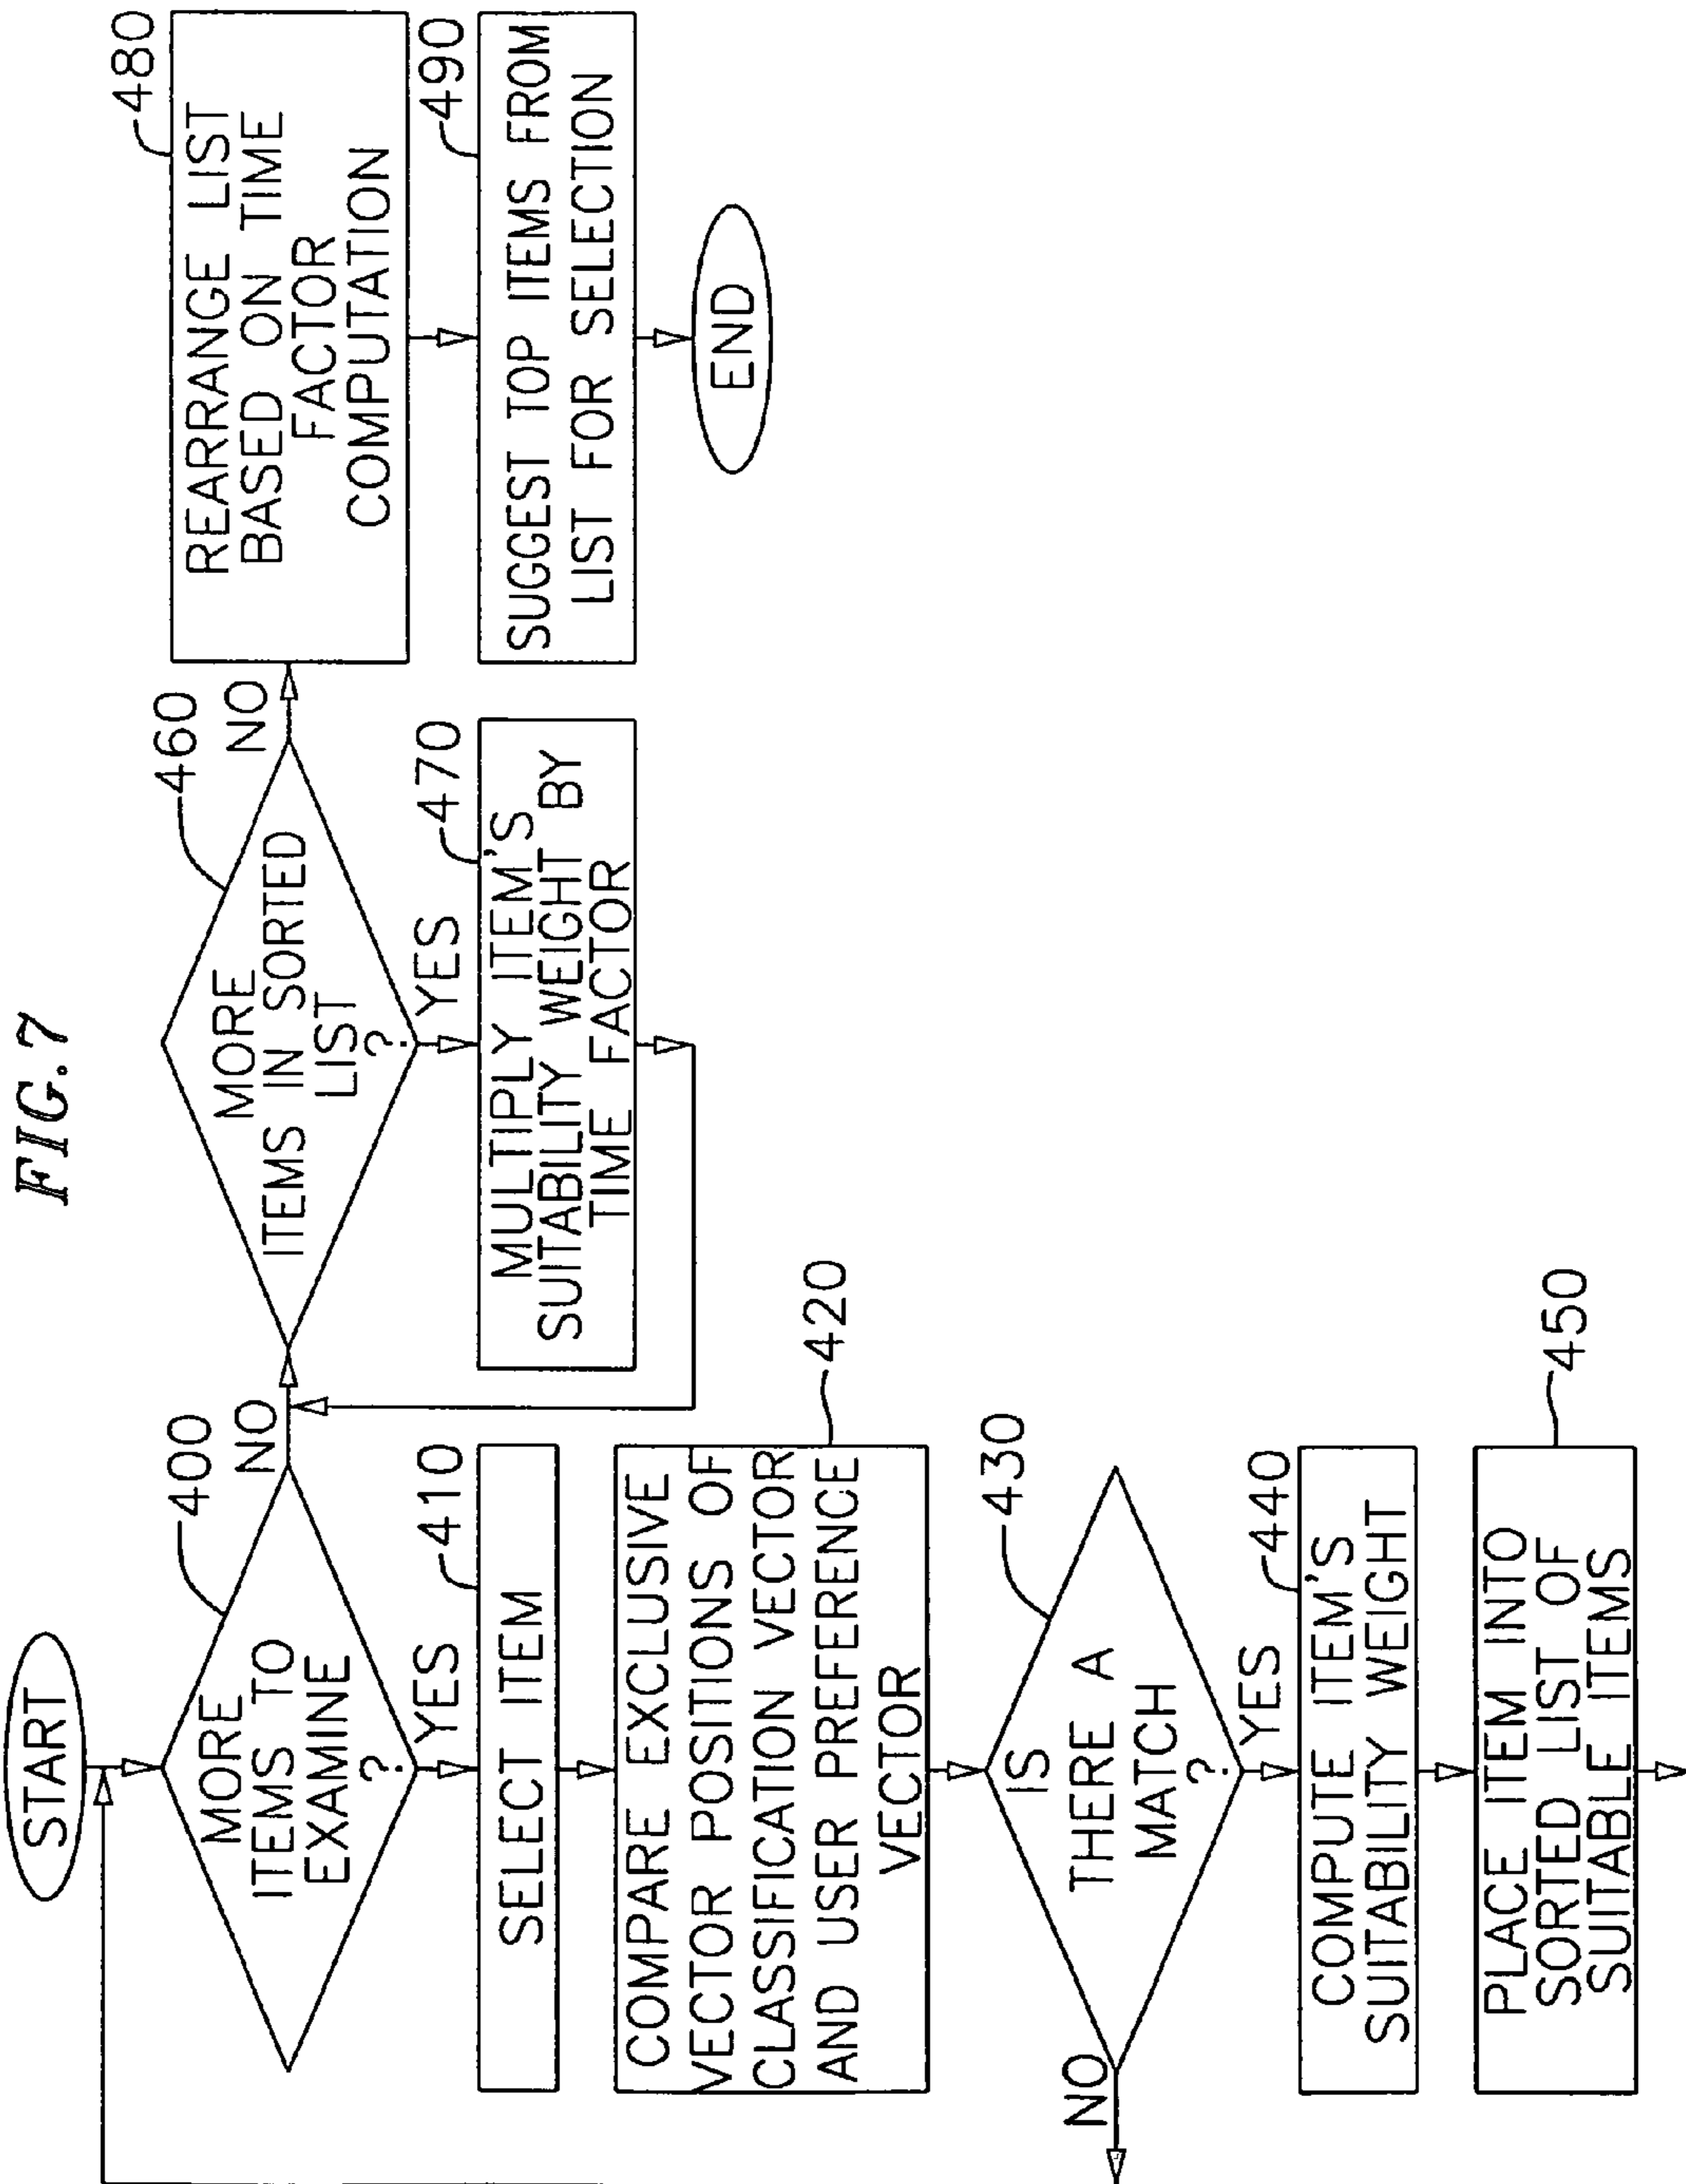 FIG.7
START
MORE
ITEMS TO
EXAMINE
?
400
NO
YES
SELECT ITEM
410
COMPARE EXCLUSIVE
VECTOR POSITIONS OF
CLASSIFICATION VECTOR
AND USER PREFERENCE
VECTOR
420
IS
THERE A
MATCH
?
430
NO
YES
COMPUTE ITEM'S
SUITABILITY WEIGHT
440
PLACE ITEM INTO
SORTED LIST OF
SUITABLE ITEMS
450
MORE
ITEMS IN SORTED
LIST
?
460
NO
YES
MULTIPLY ITEM'S
SUITABILITY WEIGHT BY
TIME FACTOR
470
REARRANGE LIST
BASED ON TIME
FACTOR
COMPUTATION
480
SUGGEST TOP ITEMS FROM
LIST FOR SELECTION
490
END